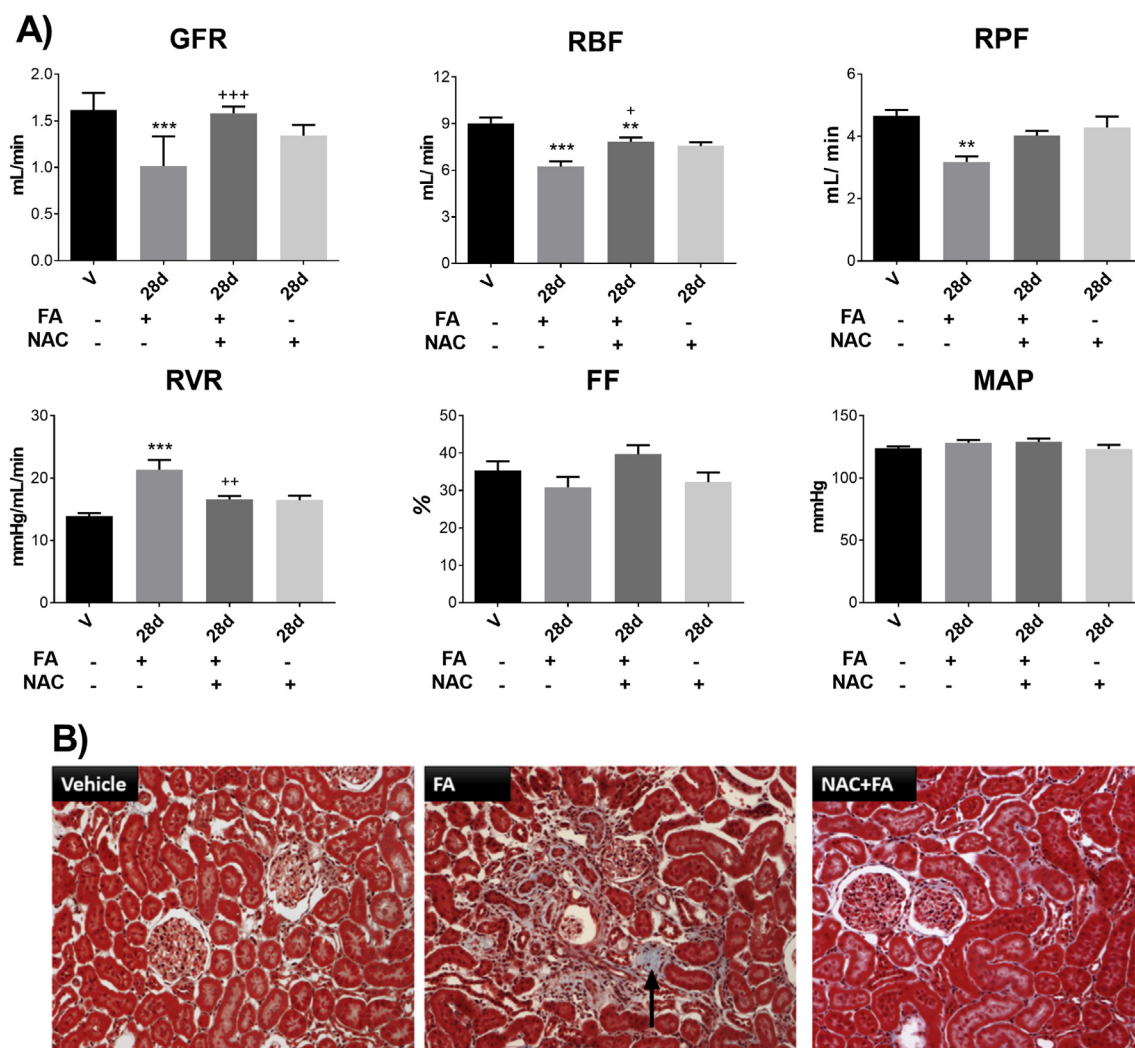 A)
GFR
RBF
RPF
2.0
1.5
1.0
0.5
0.0
mL/min
***
+++
V
28d
28d
28d
FA - + + -
NAC - - + +
12
9
6
3
0
mL/ min
***
+
**
V
28d
28d
28d
FA - + + -
NAC - - + +
6
4
2
0
mL/ min
**
V
28d
28d
28d
FA - + + -
NAC - - + +
RVR
FF
MAP
30
20
10
0
mmHg/mL/min
***
++
V
28d
28d
28d
FA - + + -
NAC - - + +
50
40
30
20
10
0
%
V
28d
28d
28d
FA - + + -
NAC - - + +
150
100
50
0
mmHg
V
28d
28d
28d
FA - + + -
NAC - - + +
B)
Vehicle
FA
NAC+FA